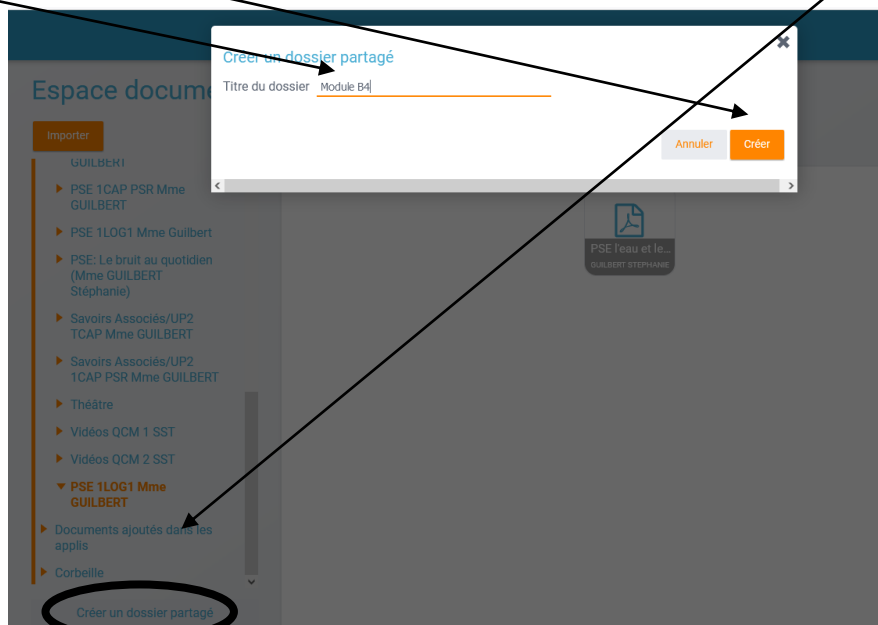 Créer un dossier partagé
Titre du dossier Module B4
Annuler Créer
Espace docume
Importer
GUILBERT
PSE 1CAP PSR Mme
GUILBERT
PSE 1LOG1 Mme Guilbert
PSE: Le bruit au quotidien
(Mme GUILBERT
Stéphanie)
Savoirs Associés/UP2
TCAP Mme GUILBERT
Savoirs Associés/UP2
1CAP PSR Mme GUILBERT
Théâtre
Vidéos QCM 1 SST
Vidéos QCM 2 SST
PSE 1LOG1 Mme
GUILBERT
Documents ajoutés dans les
applis
Corbeille
Créer un dossier partagé
PSE l'eau et le...
GUILBERT STEPHANIE